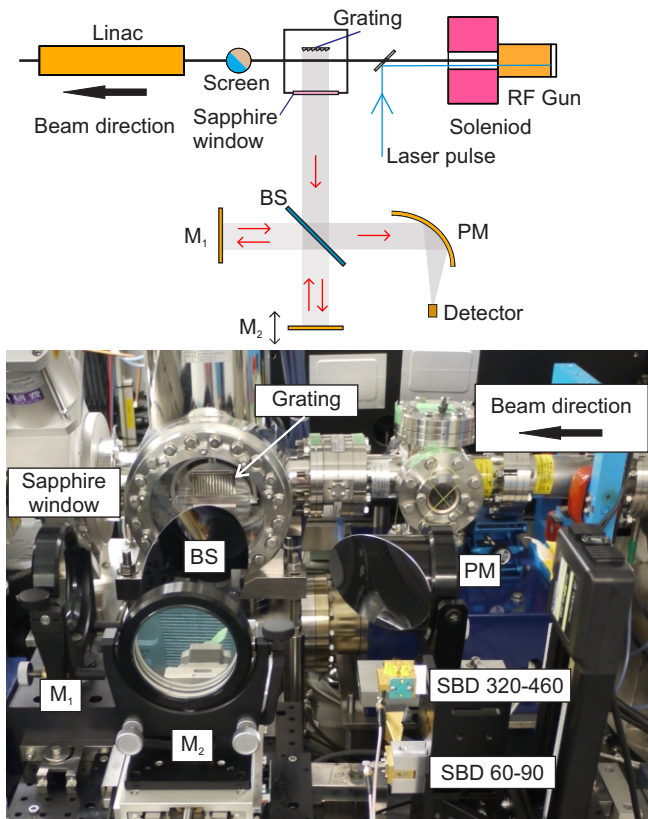 Grating
Linac
Screen
RF Gun
Beam direction
Sapphire
window
Soleniod
Laser pulse
BS
M₁
PM
M₂
Detector
Grating
Beam direction
Sapphire
window
BS
PM
M₁
SBD 320-460
M₂
SBD 60-90